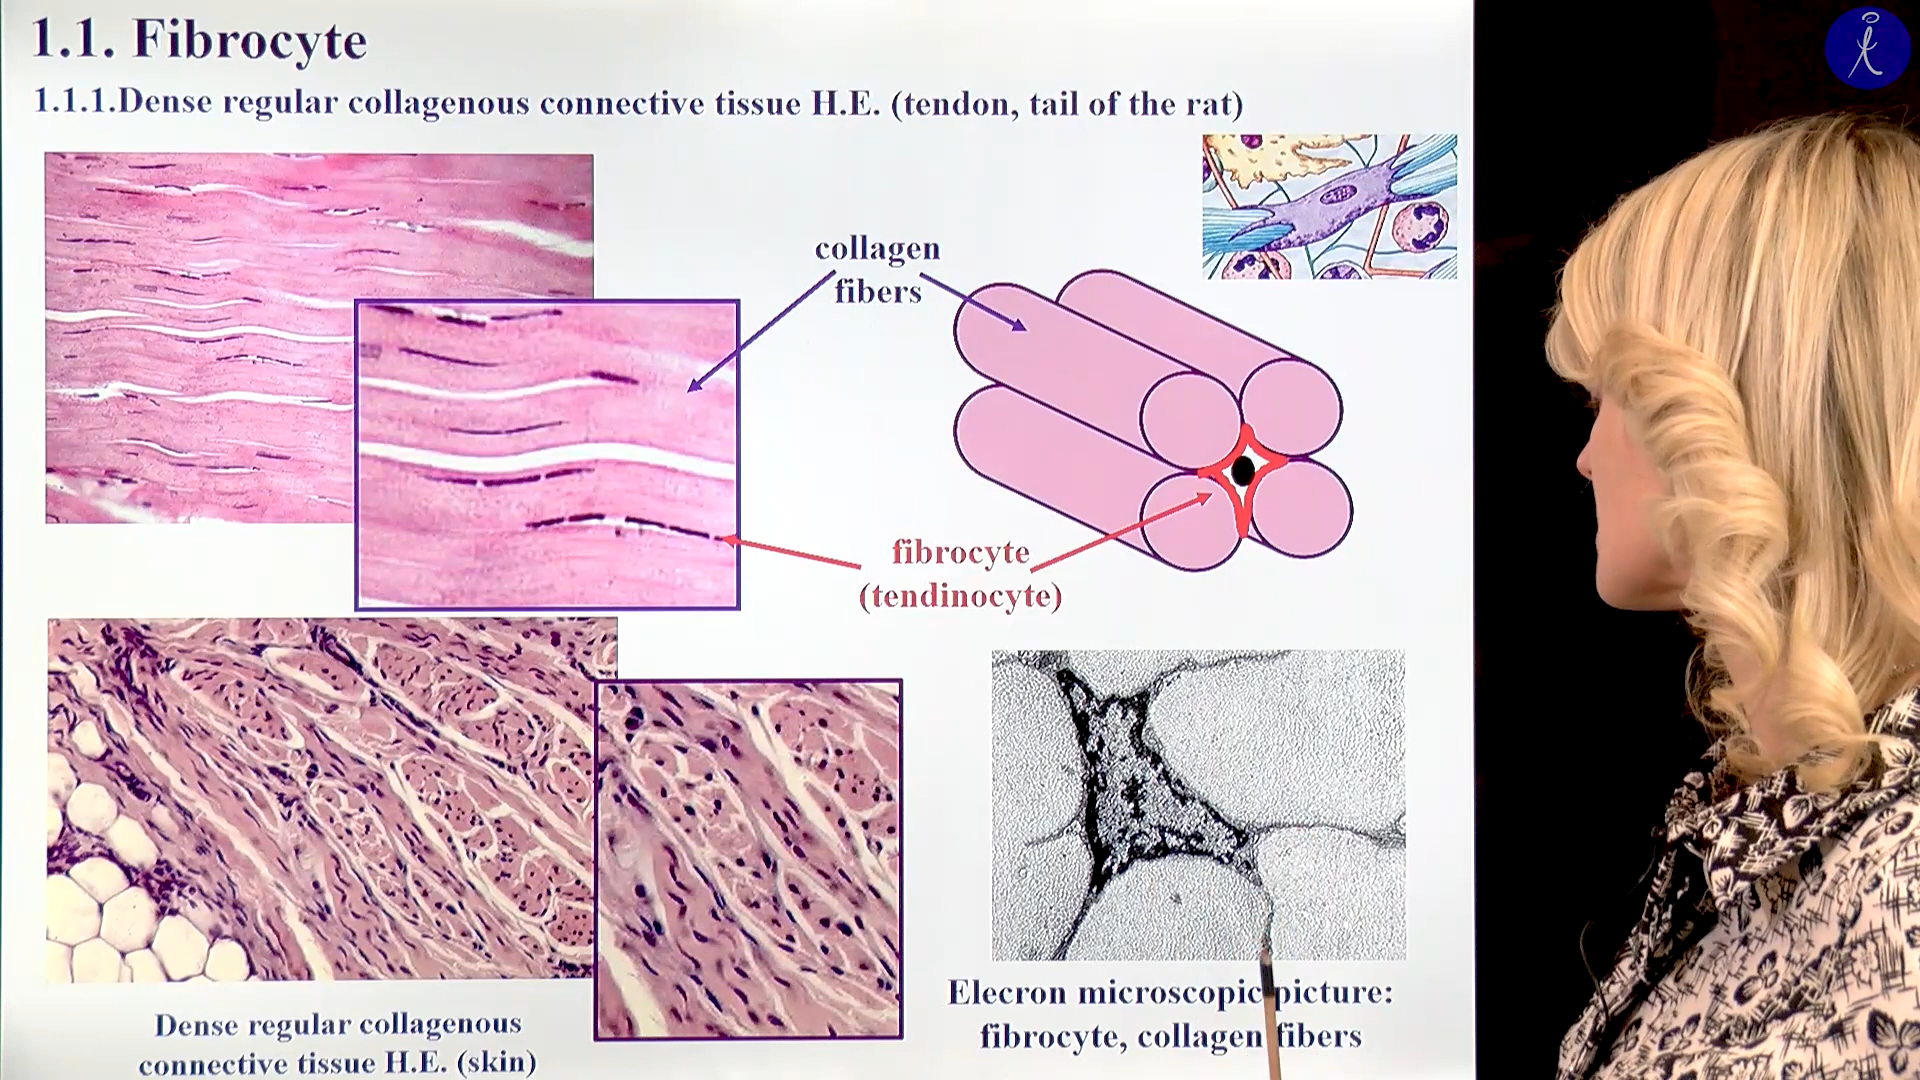 1.1. Fibrocyte
1.1.1.Dense regular collagenous connective tissue H.E. (tendon, tail of the rat)
collagen
fibers
fibrocyte
(tendinocyte)
Dense regular collagenous
connective tissue H.E. (skin)
Elecron microscopic picture:
fibrocyte, collagen fibers